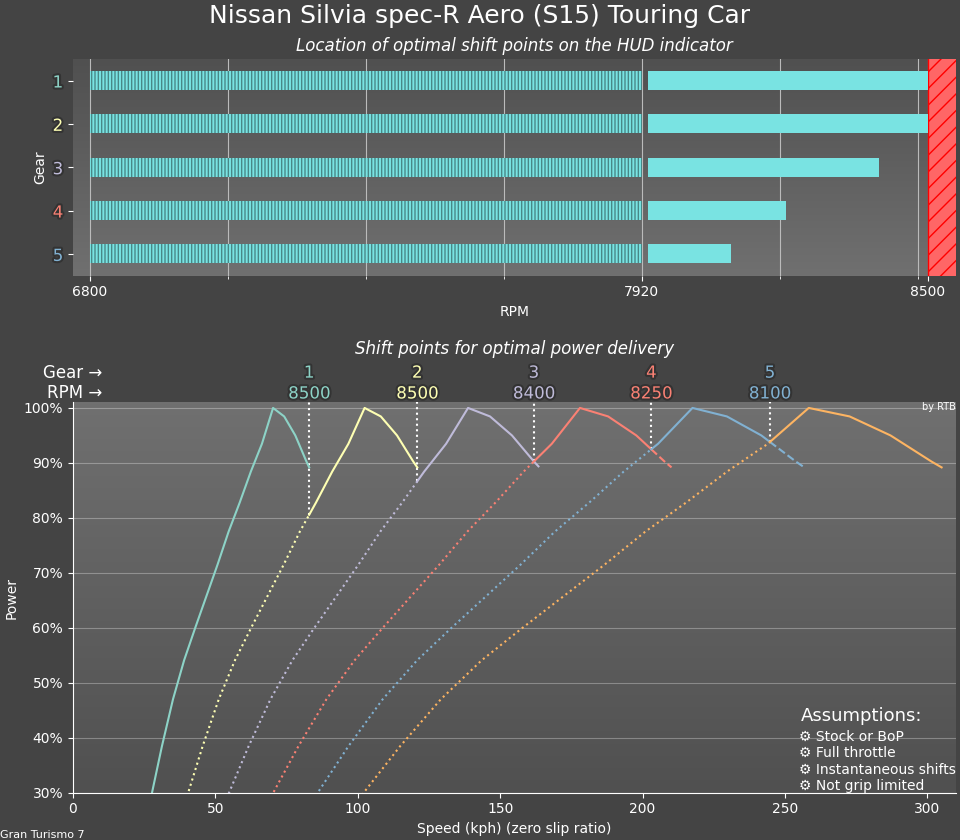 Nissan Silvia spec-R Aero (S15) Touring Car
Location of optimal shift points on the HUD indicator
Gear
1
2
3
4
5
6800 7920 8500
RPM
Shift points for optimal power delivery
Gear → 1 2 3 4 5
RPM → 8500 8500 8400 8250 8100
by RTB
Power
100%
90%
80%
70%
60%
50%
40%
30%
Assumptions:
⚙ Stock or BoP
⚙ Full throttle
⚙ Instantaneous shifts
⚙ Not grip limited
0 50 100 150 200 250 300
Speed (kph) (zero slip ratio)
Gran Turismo 7